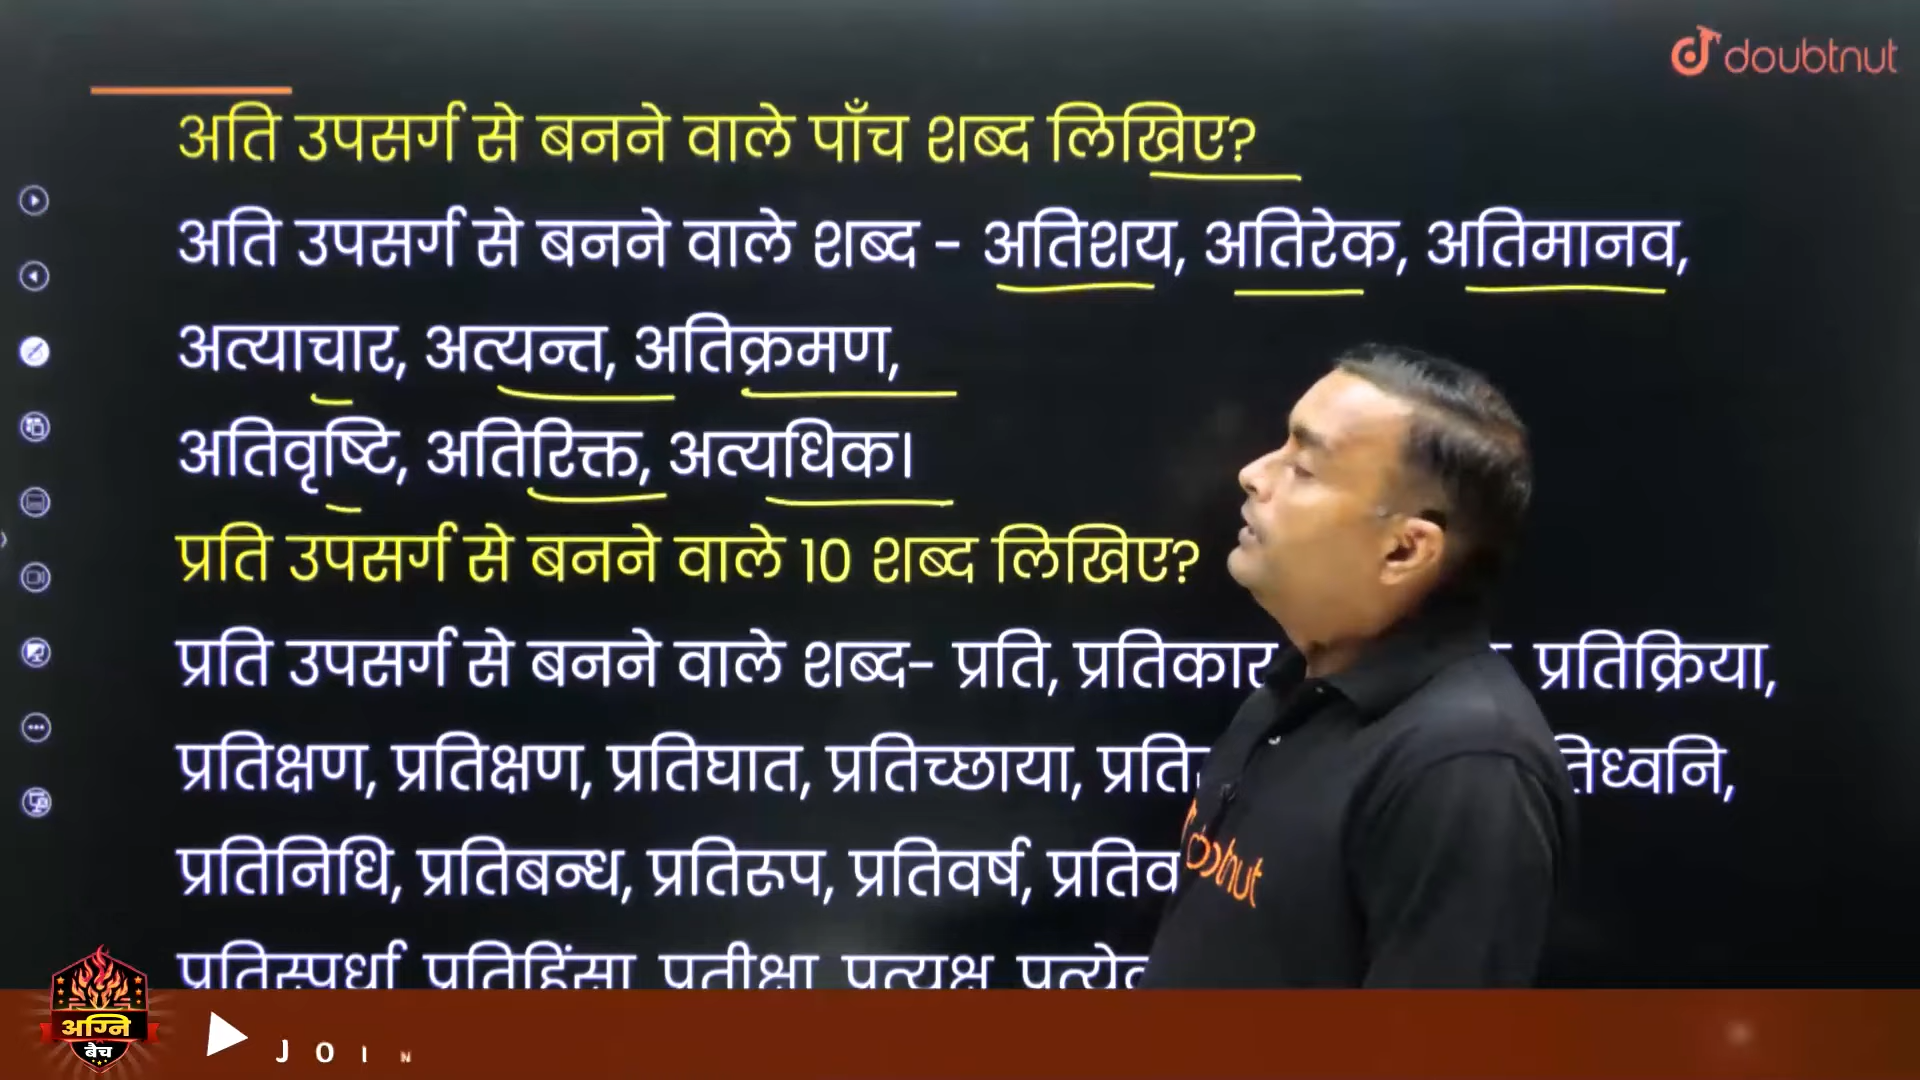 doubtnut
अति उपसर्ग से बनने वाले पाँच शब्द लिखिए?
अति उपसर्ग से बनने वाले शब्द - अतिशय, अतिरेक, अतिमानव,
अत्याचार, अत्यन्त, अतिक्रमण,
अतिवृष्टि, अतिरिक्त, अत्यधिक।
प्रति उपसर्ग से बनने वाले 10 शब्द लिखिए?
प्रति उपसर्ग से बनने वाले शब्द- प्रति, प्रतिकार प्रतिक्रिया,
प्रतिक्षण, प्रतिक्षण, प्रतिघात, प्रतिच्छाया,
प्रतिनिधि, प्रतिबन्ध, प्रतिरूप, प्रतिवर्ष,
प्रतिस्पर्धा प्रतिहिंसा प्रतीक्षा प्रत्यक्ष
अग्नि
बैच
JOIN